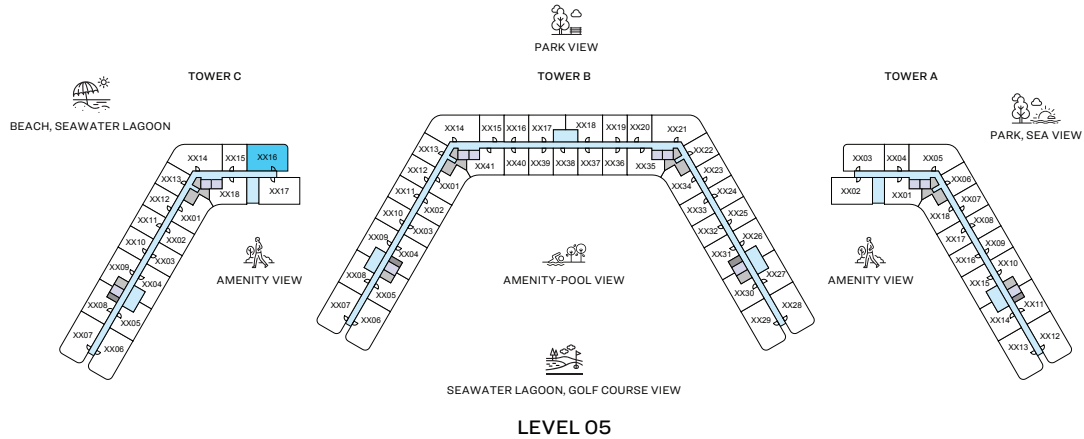 PARK VIEW
TOWER C
TOWER B
TOWER A
BEACH, SEAWATER LAGOON
PARK, SEA VIEW
XX14
XX15
XX16
XX13
XX12
XX11
XX10
XX09
XX08
XX07
XX18
XX17
XX01
XX02
XX03
XX04
XX05
XX06
AMENITY VIEW
XX14
XX15
XX16
XX17
XX18
XX19
XX20
XX21
XX13
XX12
XX11
XX10
XX09
XX08
XX07
XX41
XX40
XX39
XX38
XX37
XX36
XX35
XX01
XX02
XX03
XX04
XX05
XX06
XX22
XX23
XX24
XX25
XX26
XX27
XX28
XX34
XX33
XX32
XX31
XX30
XX29
AMENITY-POOL VIEW
XX03
XX04
XX05
XX02
XX01
XX06
XX07
XX08
XX09
XX10
XX11
XX12
XX18
XX17
XX16
XX15
XX14
XX13
AMENITY VIEW
SEAWATER LAGOON, GOLF COURSE VIEW
LEVEL 05